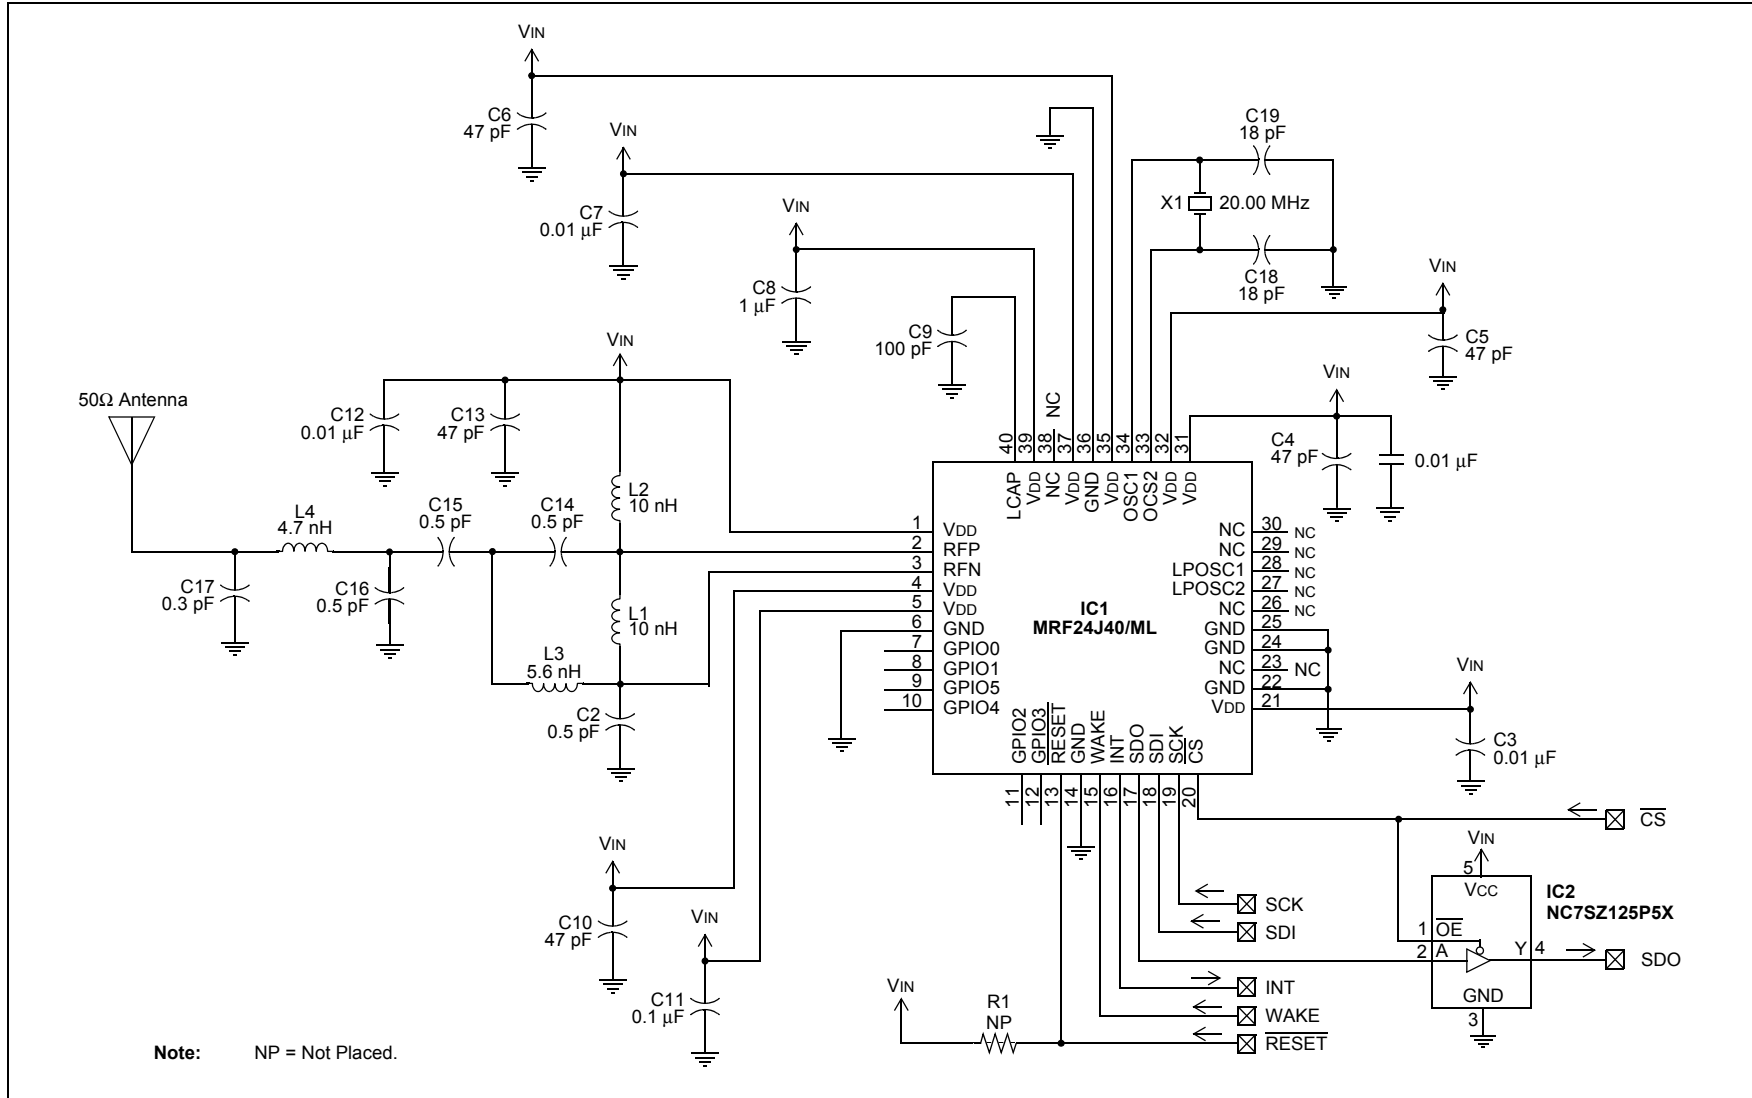 VIN
C6
47 pF
VIN
C7
0.01 µF
VIN
C8
1 µF
C9
100 pF
C19
18 pF
X1
20.00 MHz
C18
18 pF
VIN
C5
47 pF
VIN
C4
47 pF
0.01 µF
50Ω Antenna
VIN
C12
0.01 µF
C13
47 pF
L2
10 nH
L4
4.7 nH
C15
0.5 pF
C14
0.5 pF
C17
0.3 pF
C16
0.5 pF
L1
10 nH
L3
5.6 nH
C2
0.5 pF
NC
40 39 38 37 36 35 34 33 32 31
LCAP VDD NC VDD GND VDD OSC1 OCS2 VDD VDD
1 VDD
2 RFP
3 RFN
4 VDD
5 VDD
6 GND
7 GPIO0
8 GPIO1
9 GPIO5
10 GPIO4
IC1
MRF24J40/ML
NC 30 NC
NC 29 NC
LPOSC1 28 NC
LPOSC2 27 NC
NC 26 NC
GND 25
GND 24
NC 23 NC
GND 22
VDD 21
GPIO2 GPIO3 RESET GND WAKE INT SDO SDI SCK CS
11 12 13 14 15 16 17 18 19 20
VIN
C3
0.01 µF
CS
VIN
5
VCC
IC2
NC7SZ125P5X
1 OE
2 A
Y 4
GND
3
SDO
SCK
SDI
INT
WAKE
RESET
VIN
C10
47 pF
VIN
C11
0.1 µF
VIN
R1
NP
Note: NP = Not Placed.